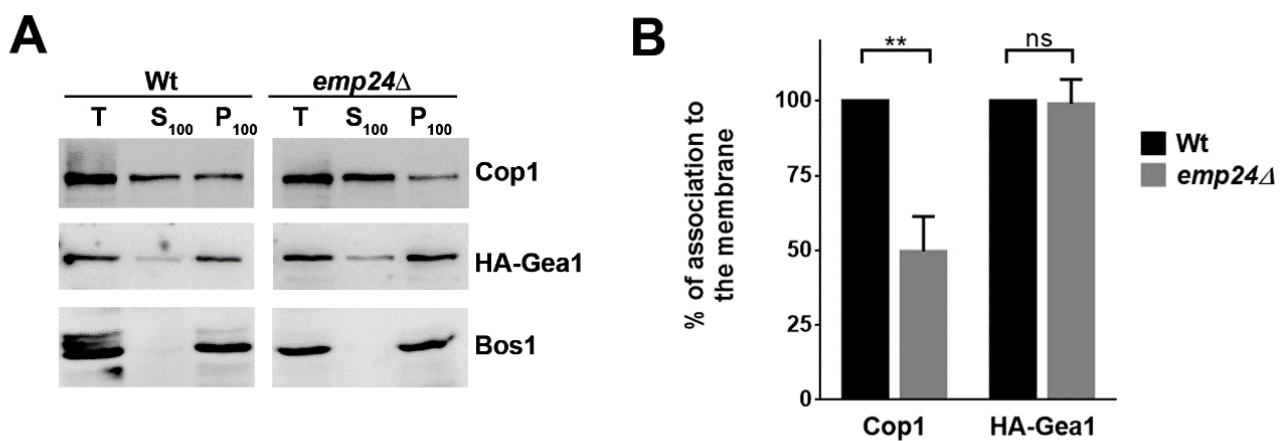 A
Wt emp24Δ
T S100 P100 T S100 P100
Cop1
HA-Gea1
Bos1
B
% of association to
the membrane
** ns
100
75
50
25
0
Cop1 HA-Gea1
Wt
emp24Δ